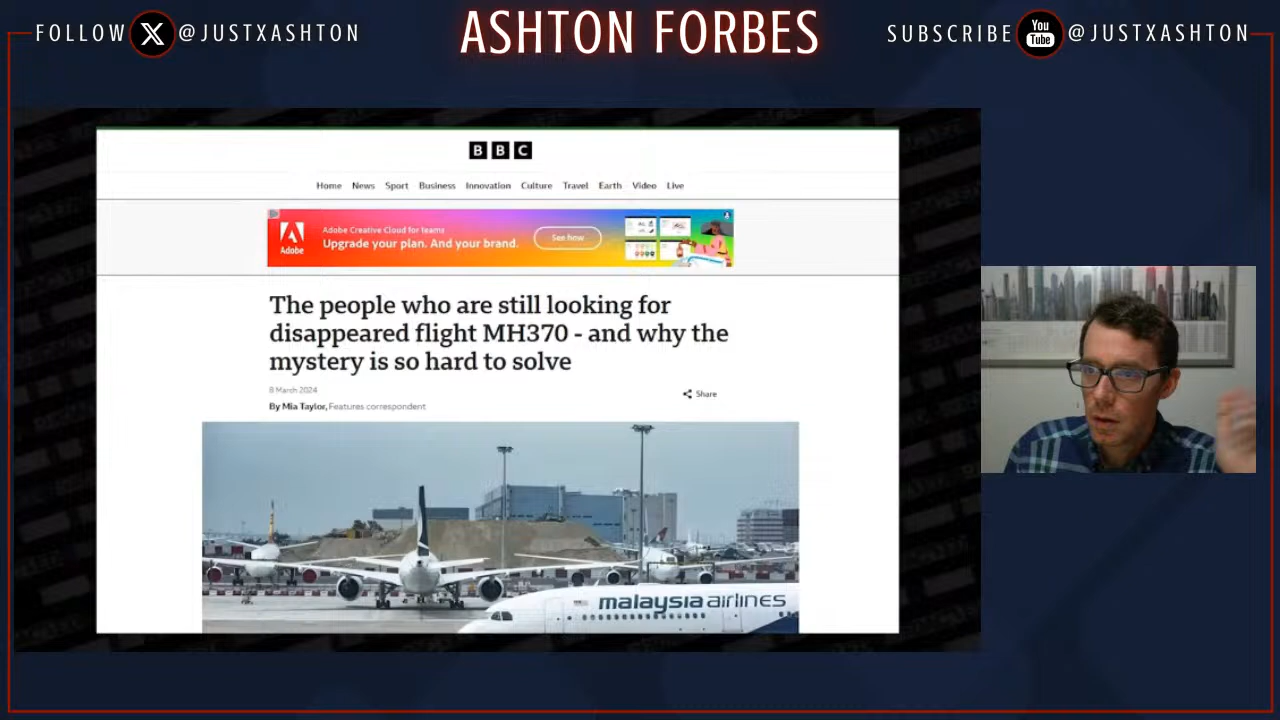 FOLLOW X @JUSTXASHTON
ASHTON FORBES
SUBSCRIBE You Tube @JUSTXASHTON
BBC
Home News Sport Business Innovation Culture Travel Earth Video Live
Adobe
Adobe Creative Cloud for teams
Upgrade your plan. And your brand.
See how
The people who are still looking for
disappeared flight MH370 - and why the
mystery is so hard to solve
8 March 2024
Share
By Mia Taylor, Features correspondent
malaysia airlines